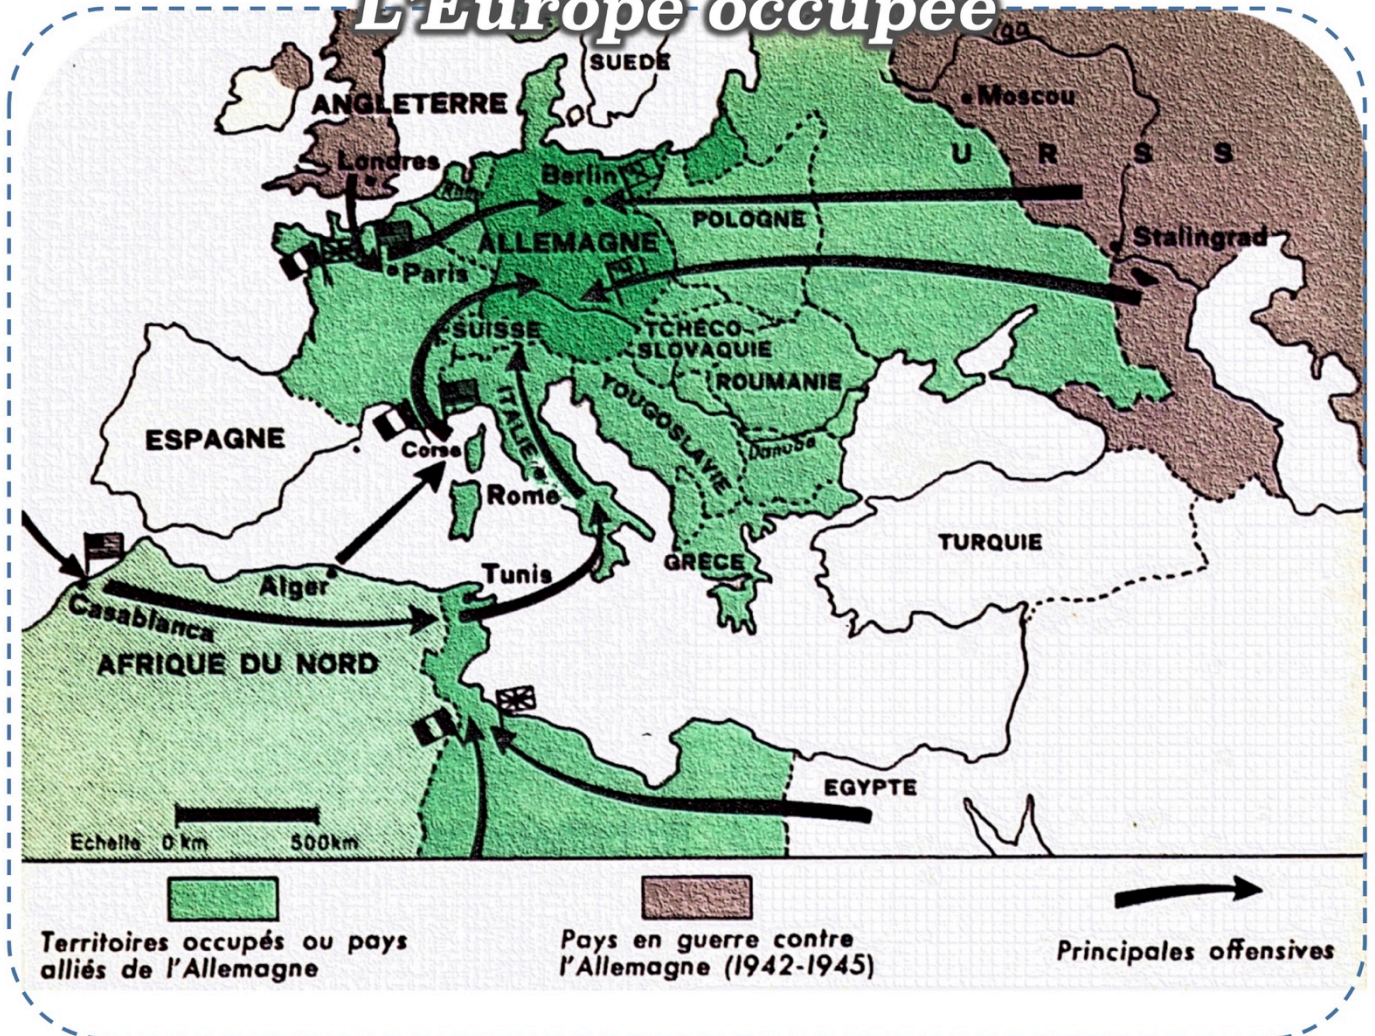 L'Europe occupée
SUEDE
ANGLETERRE
Moscou
Londres
U R S S
Berlin
Rhin
POLOGNE
Stalingrad
ALLEMAGNE
Paris
SUISSE
TCHECO-
SLOVAQUIE
ROUMANIE
YOUGOSLAVIE
ITALIE
ESPAGNE
Corse
Danube
Rome
TURQUIE
GRECE
Tunis
Alger
Casablanca
AFRIQUE DU NORD
EGYPTE
Echelle 0 km 500km
Territoires occupés ou pays
alliés de l'Allemagne
Pays en guerre contre
l'Allemagne (1942-1945)
Principales offensives